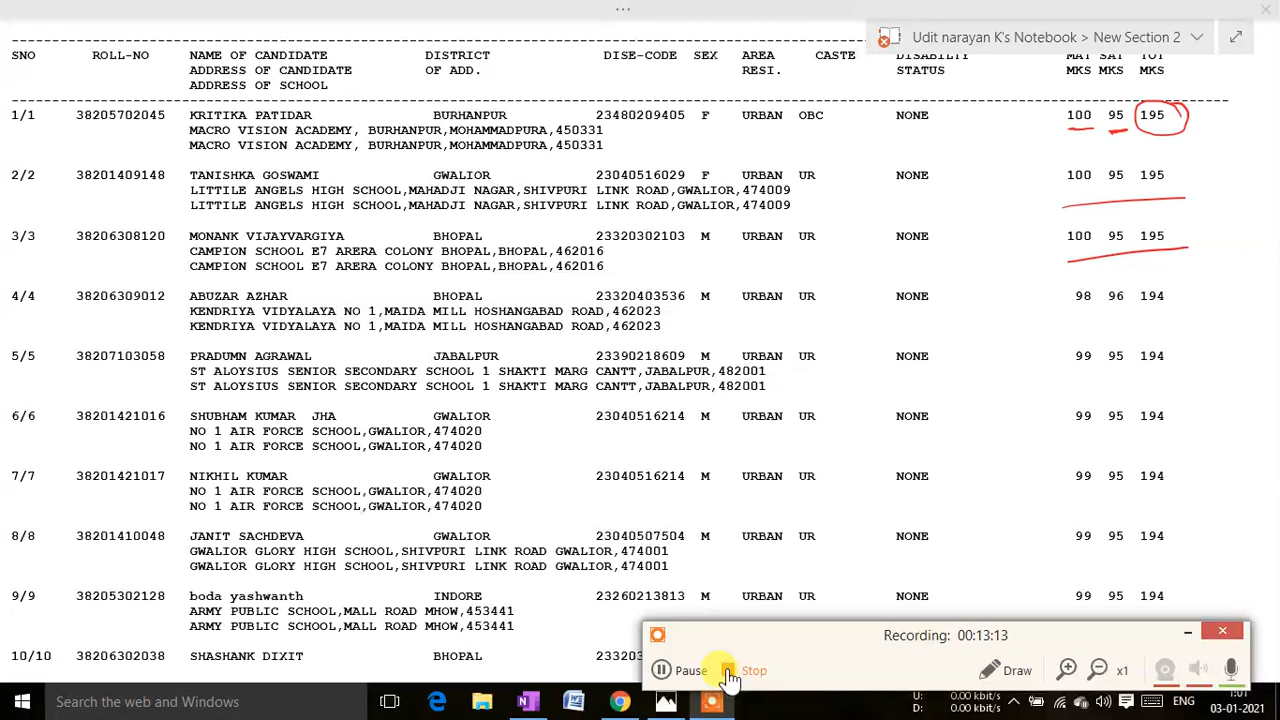 Udit narayan K's Notebook > New Section 2
SNO ROLL-NO NAME OF CANDIDATE DISTRICT DISE-CODE SEX AREA CASTE DISABILTY MAT SAT TOT
ADDRESS OF CANDIDATE OF ADD. RESI. STATUS MKS MKS MKS
ADDRESS OF SCHOOL
1/1 38205702045 KRITIKA PATIDAR BURHANPUR 23480209405 F URBAN OBC NONE 100 95 195
MACRO VISION ACADEMY, BURHANPUR,MOHAMMADPURA,450331
MACRO VISION ACADEMY, BURHANPUR,MOHAMMADPURA,450331
2/2 38201409148 TANISHKA GOSWAMI GWALIOR 23040516029 F URBAN UR NONE 100 95 195
LITTILE ANGELS HIGH SCHOOL,MAHADJI NAGAR,SHIVPURI LINK ROAD,GWALIOR,474009
LITTILE ANGELS HIGH SCHOOL,MAHADJI NAGAR,SHIVPURI LINK ROAD,GWALIOR,474009
3/3 38206308120 MONANK VIJAYVARGIYA BHOPAL 23320302103 M URBAN UR NONE 100 95 195
CAMPION SCHOOL E7 ARERA COLONY BHOPAL,BHOPAL,462016
CAMPION SCHOOL E7 ARERA COLONY BHOPAL,BHOPAL,462016
4/4 38206309012 ABUZAR AZHAR BHOPAL 23320403536 M URBAN UR NONE 98 96 194
KENDRIYA VIDYALAYA NO 1,MAIDA MILL HOSHANGABAD ROAD,462023
KENDRIYA VIDYALAYA NO 1,MAIDA MILL HOSHANGABAD ROAD,462023
5/5 38207103058 PRADUMN AGRAWAL JABALPUR 23390218609 M URBAN UR NONE 99 95 194
ST ALOYSIUS SENIOR SECONDARY SCHOOL 1 SHAKTI MARG CANTT,JABALPUR,482001
ST ALOYSIUS SENIOR SECONDARY SCHOOL 1 SHAKTI MARG CANTT,JABALPUR,482001
6/6 38201421016 SHUBHAM KUMAR JHA GWALIOR 23040516214 M URBAN UR NONE 99 95 194
NO 1 AIR FORCE SCHOOL,GWALIOR,474020
NO 1 AIR FORCE SCHOOL,GWALIOR,474020
7/7 38201421017 NIKHIL KUMAR GWALIOR 23040516214 M URBAN UR NONE 99 95 194
NO 1 AIR FORCE SCHOOL,GWALIOR,474020
NO 1 AIR FORCE SCHOOL,GWALIOR,474020
8/8 38201410048 JANIT SACHDEVA GWALIOR 23040507504 M URBAN UR NONE 99 95 194
GWALIOR GLORY HIGH SCHOOL,SHIVPURI LINK ROAD GWALIOR,474001
GWALIOR GLORY HIGH SCHOOL,SHIVPURI LINK ROAD GWALIOR,474001
9/9 38205302128 boda yashwanth INDORE 23260213813 M URBAN UR NONE 99 95 194
ARMY PUBLIC SCHOOL,MALL ROAD MHOW,453441
ARMY PUBLIC SCHOOL,MALL ROAD MHOW,453441
10/10 38206302038 SHASHANK DIXIT BHOPAL
Recording: 00:13:13
Pause Stop Draw x1
Search the web and Windows
U: 0.00 kbit/s
D: 0.00 kbit/s
1:01
03-01-2021